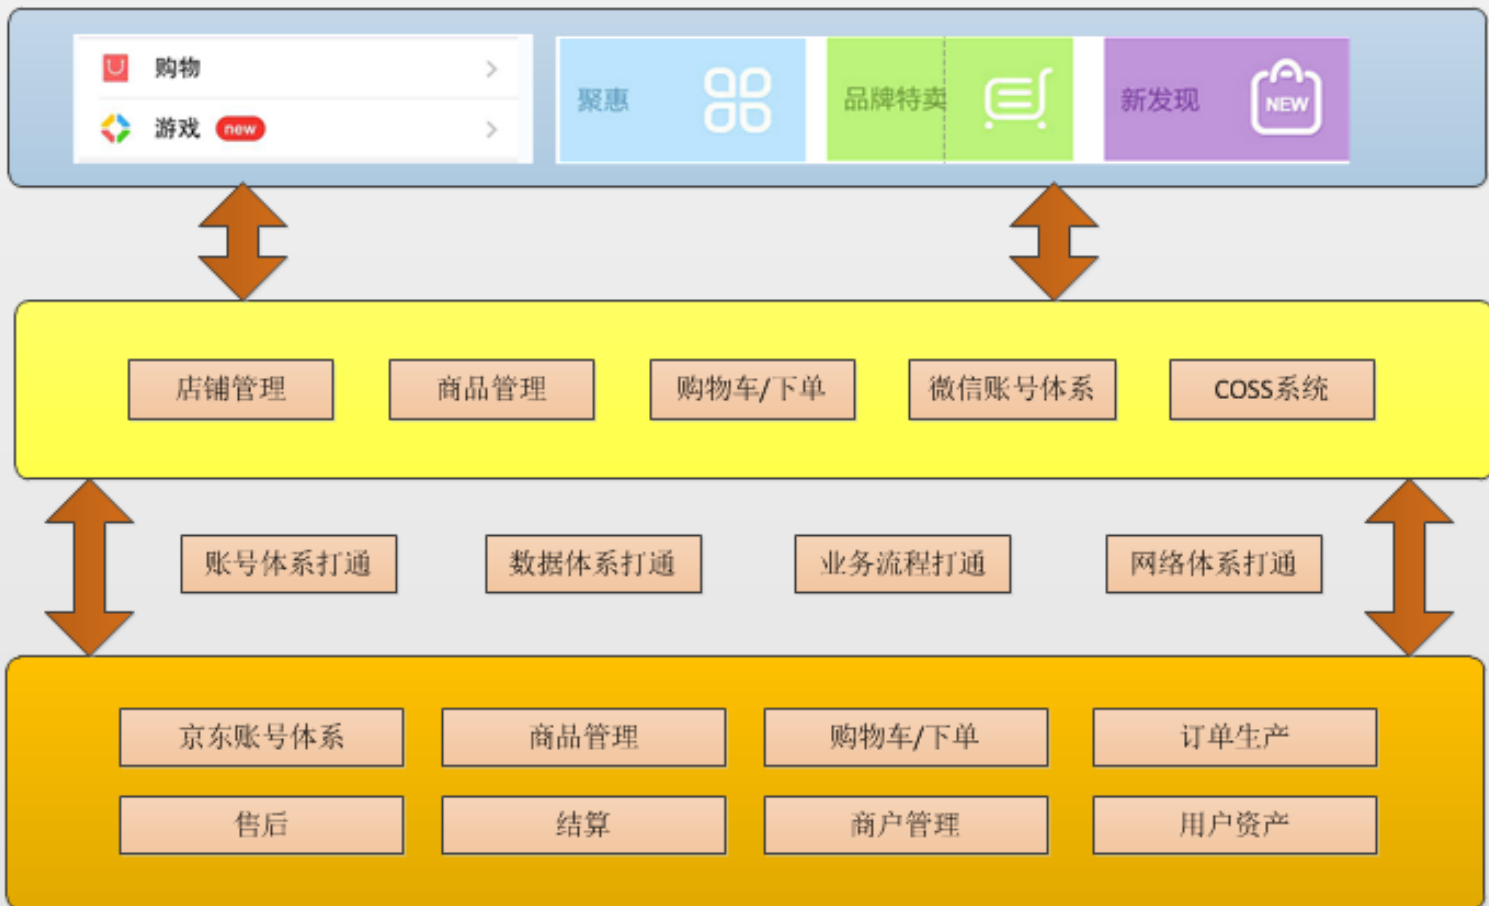 购物
游戏 new
聚惠
品牌特卖
新发现 NEW
店铺管理 商品管理 购物车/下单 微信账号体系 COSS系统
账号体系打通 数据体系打通 业务流程打通 网络体系打通
京东账号体系 商品管理 购物车/下单 订单生产
售后 结算 商户管理 用户资产